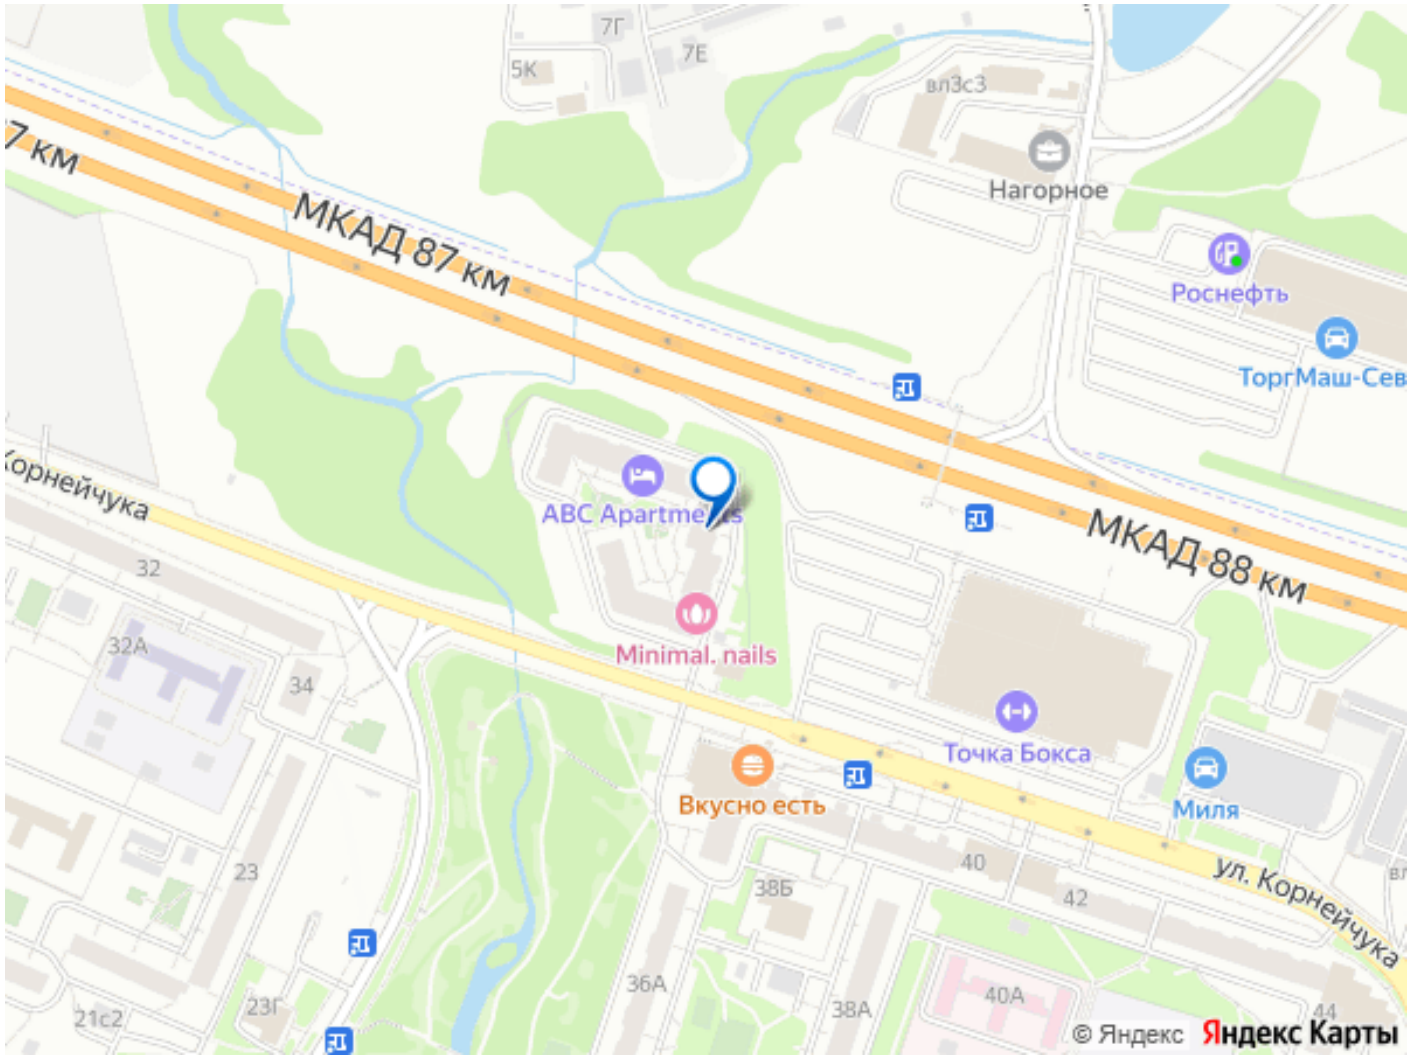 7Г
7Е
5К
вл3с3
Нагорное
Роснефть
ТоргМаш-Сев
7 км
МКАД 87 км
МКАД 88 км
Корнейчука
ABC Apartments
Minimal. nails
32
32А
34
Точка Бокса
Вкусно есть
Миля
ул. Корнейчука
23
38Б
40
42
36А
38А
40А
44
23Г
21с2
вл
© Яндекс Яндекс Карты